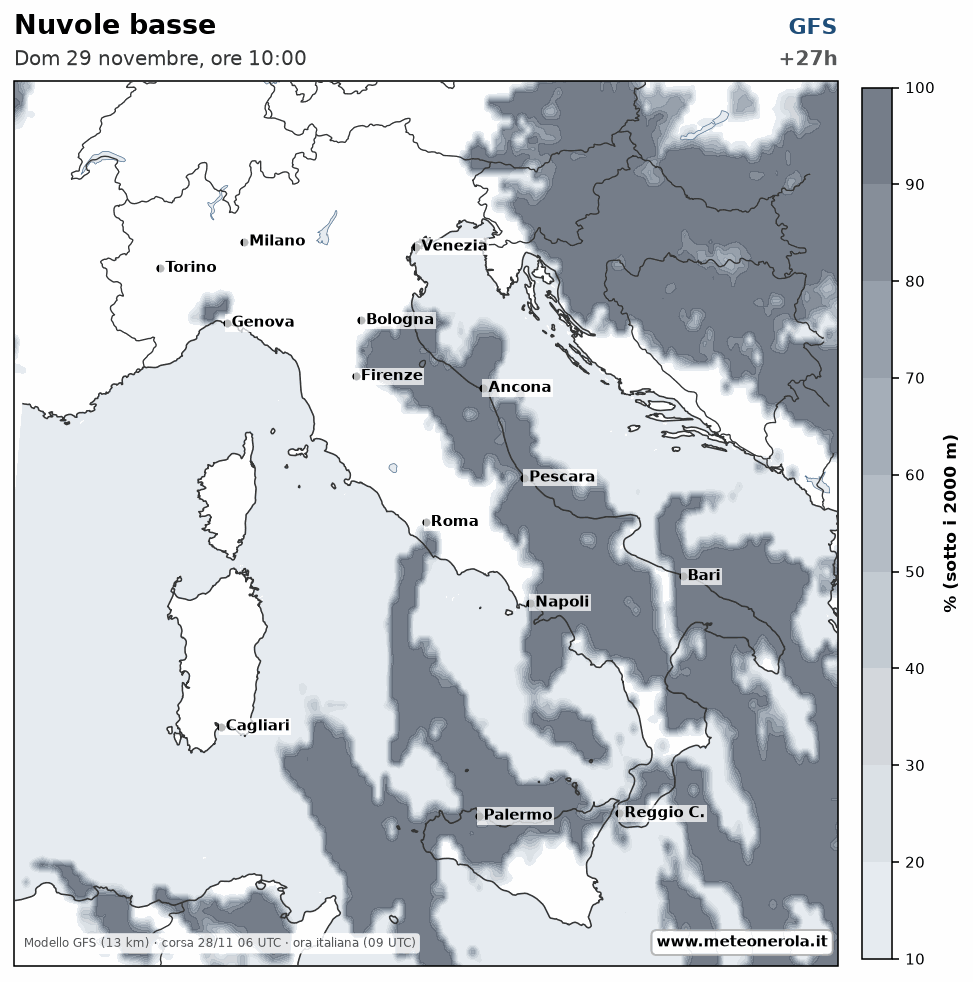 Nuvole basse
GFS
Dom 29 novembre, ore 10:00
+27h
100
90
80
70
60
50
40
30
20
10
% (sotto i 2000 m)
Milano
Venezia
Torino
Genova
Bologna
Firenze
Ancona
Pescara
Roma
Bari
Napoli
Cagliari
Palermo
Reggio C.
Modello GFS (13 km) · corsa 28/11 06 UTC · ora italiana (09 UTC)
www.meteonerola.it